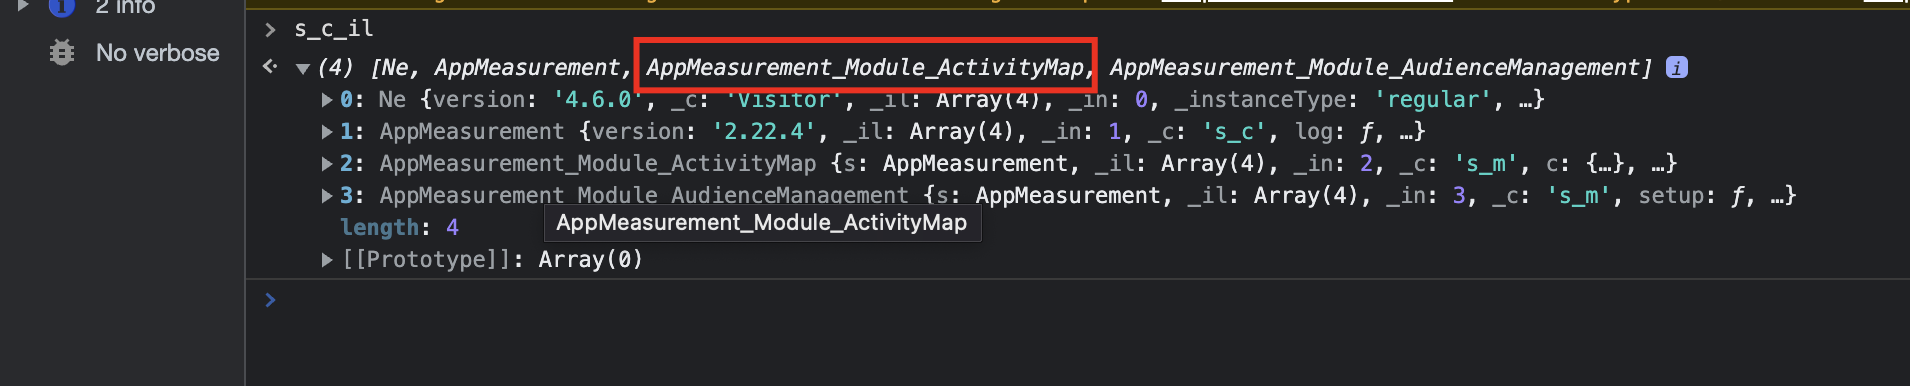 2 Info
No verbose
s_c_il
(4) [Ne, AppMeasurement, AppMeasurement_Module_ActivityMap, AppMeasurement_Module_AudienceManagement] i
0: Ne {version: '4.6.0', _c: 'Visitor', _il: Array(4), _in: 0, _instanceType: 'regular', …}
1: AppMeasurement {version: '2.22.4', _il: Array(4), _in: 1, _c: 's_c', log: ƒ, …}
2: AppMeasurement_Module_ActivityMap {s: AppMeasurement, _il: Array(4), _in: 2, _c: 's_m', c: {…}, …}
3: AppMeasurement_Module_AudienceManagement {s: AppMeasurement, _il: Array(4), _in: 3, _c: 's_m', setup: ƒ, …}
length: 4
AppMeasurement_Module_ActivityMap
[[Prototype]]: Array(0)